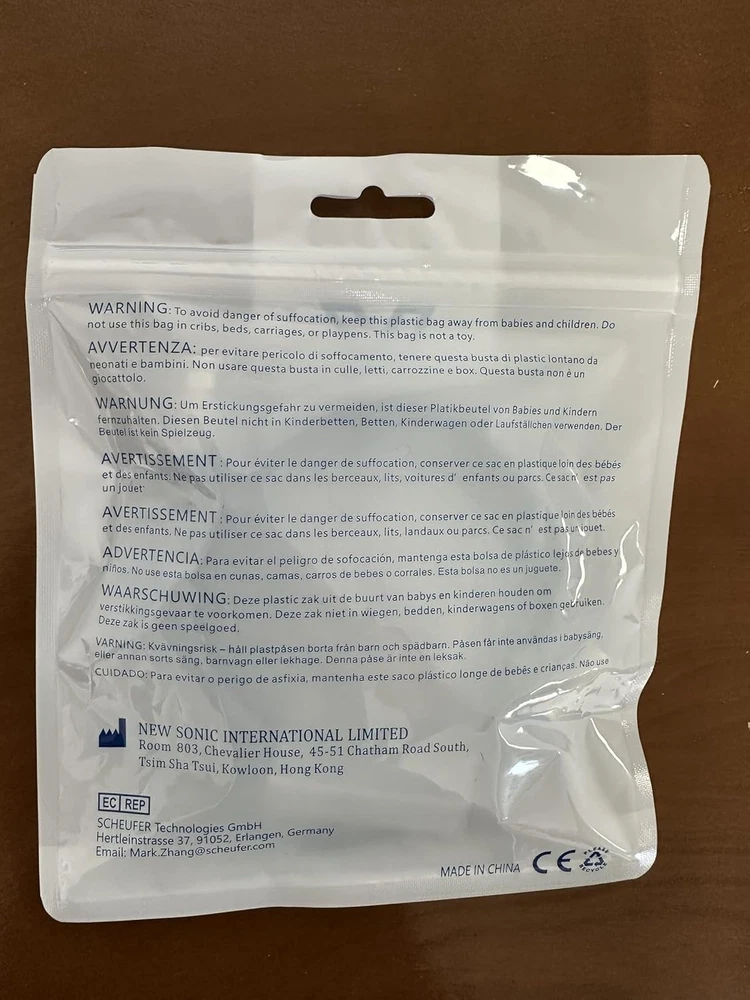 WARNING: To avoid danger of suffocation, keep this plastic bag away from babies and children. Do
not use this bag in cribs, beds, carriages, or playpens. This bag is not a toy.
AVVERTENZA: per evitare pericolo di soffocamento, tenere questa busta di plastic lontano da
neonati e bambini. Non usare questa busta in culle, letti, carrozzine e box. Questa busta non è un
giocattolo.
WARNUNG: Um Erstickungsgefahr zu vermeiden, ist dieser Platikbeutel von Babies und Kindern
fernzuhalten. Diesen Beutel nicht in Kinderbetten, Betten, Kinderwagen oder Laufställchen verwenden. Der
Beutel ist kein Spielzeug.
AVERTISSEMENT : Pour éviter le danger de suffocation, conserver ce sac en plastique loin des bébés
et des enfants. Ne pas utiliser ce sac dans les berceaux, lits, voitures d' enfants ou parcs. Ce sac n' est pas
un jouet
AVERTISSEMENT : Pour éviter le danger de suffocation, conserver ce sac en plastique loin des bébés
et des enfants. Ne pas utiliser ce sac dans les berceaux, lits, landaux ou parcs. Ce sac n' est pas un jouet.
ADVERTENCIA: Para evitar el peligro de sofocación, mantenga esta bolsa de plástico lejos de bebes y
niños. No use esta bolsa en cunas, camas, carros de bebes o corrales. Esta bolsa no es un juguete.
WAARSCHUWING: Deze plastic zak uit de buurt van babys en kinderen houden om
verstikkingsgevaar te voorkomen. Deze zak niet in wiegen, bedden, kinderwagens of boxen gebruiken.
Deze zak is geen speelgoed.
VARNING: Kvävningsrisk – håll plastpåsen borta från barn och spädbarn. Påsen får inte användas i babysäng,
eller annan sorts säng, barnvagn eller lekhage. Denna påse är inte en leksak.
CUIDADO: Para evitar o perigo de asfixia, mantenha este saco plástico longe de bebês e crianças. Não use
NEW SONIC INTERNATIONAL LIMITED
Room 803, Chevalier House, 45-51 Chatham Road South,
Tsim Sha Tsui, Kowloon, Hong Kong
EC REP
SCHEUFER Technologies GmbH
Hertleinstrasse 37, 91052, Erlangen, Germany
Email: Mark.Zhang@scheufer.com
MADE IN CHINA CE PLEASE RECYCLE